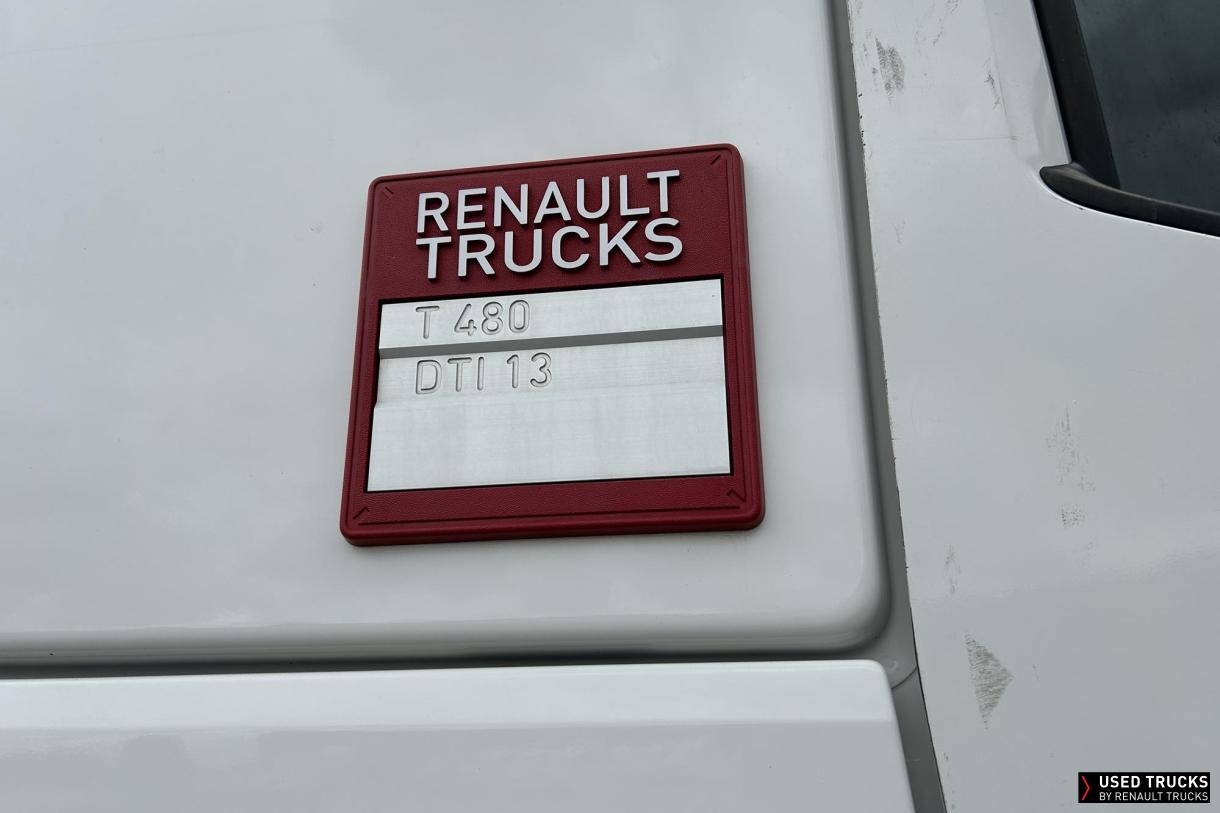 RENAULT
TRUCKS
T 480
DTI 13
USED TRUCKS
BY RENAULT TRUCKS